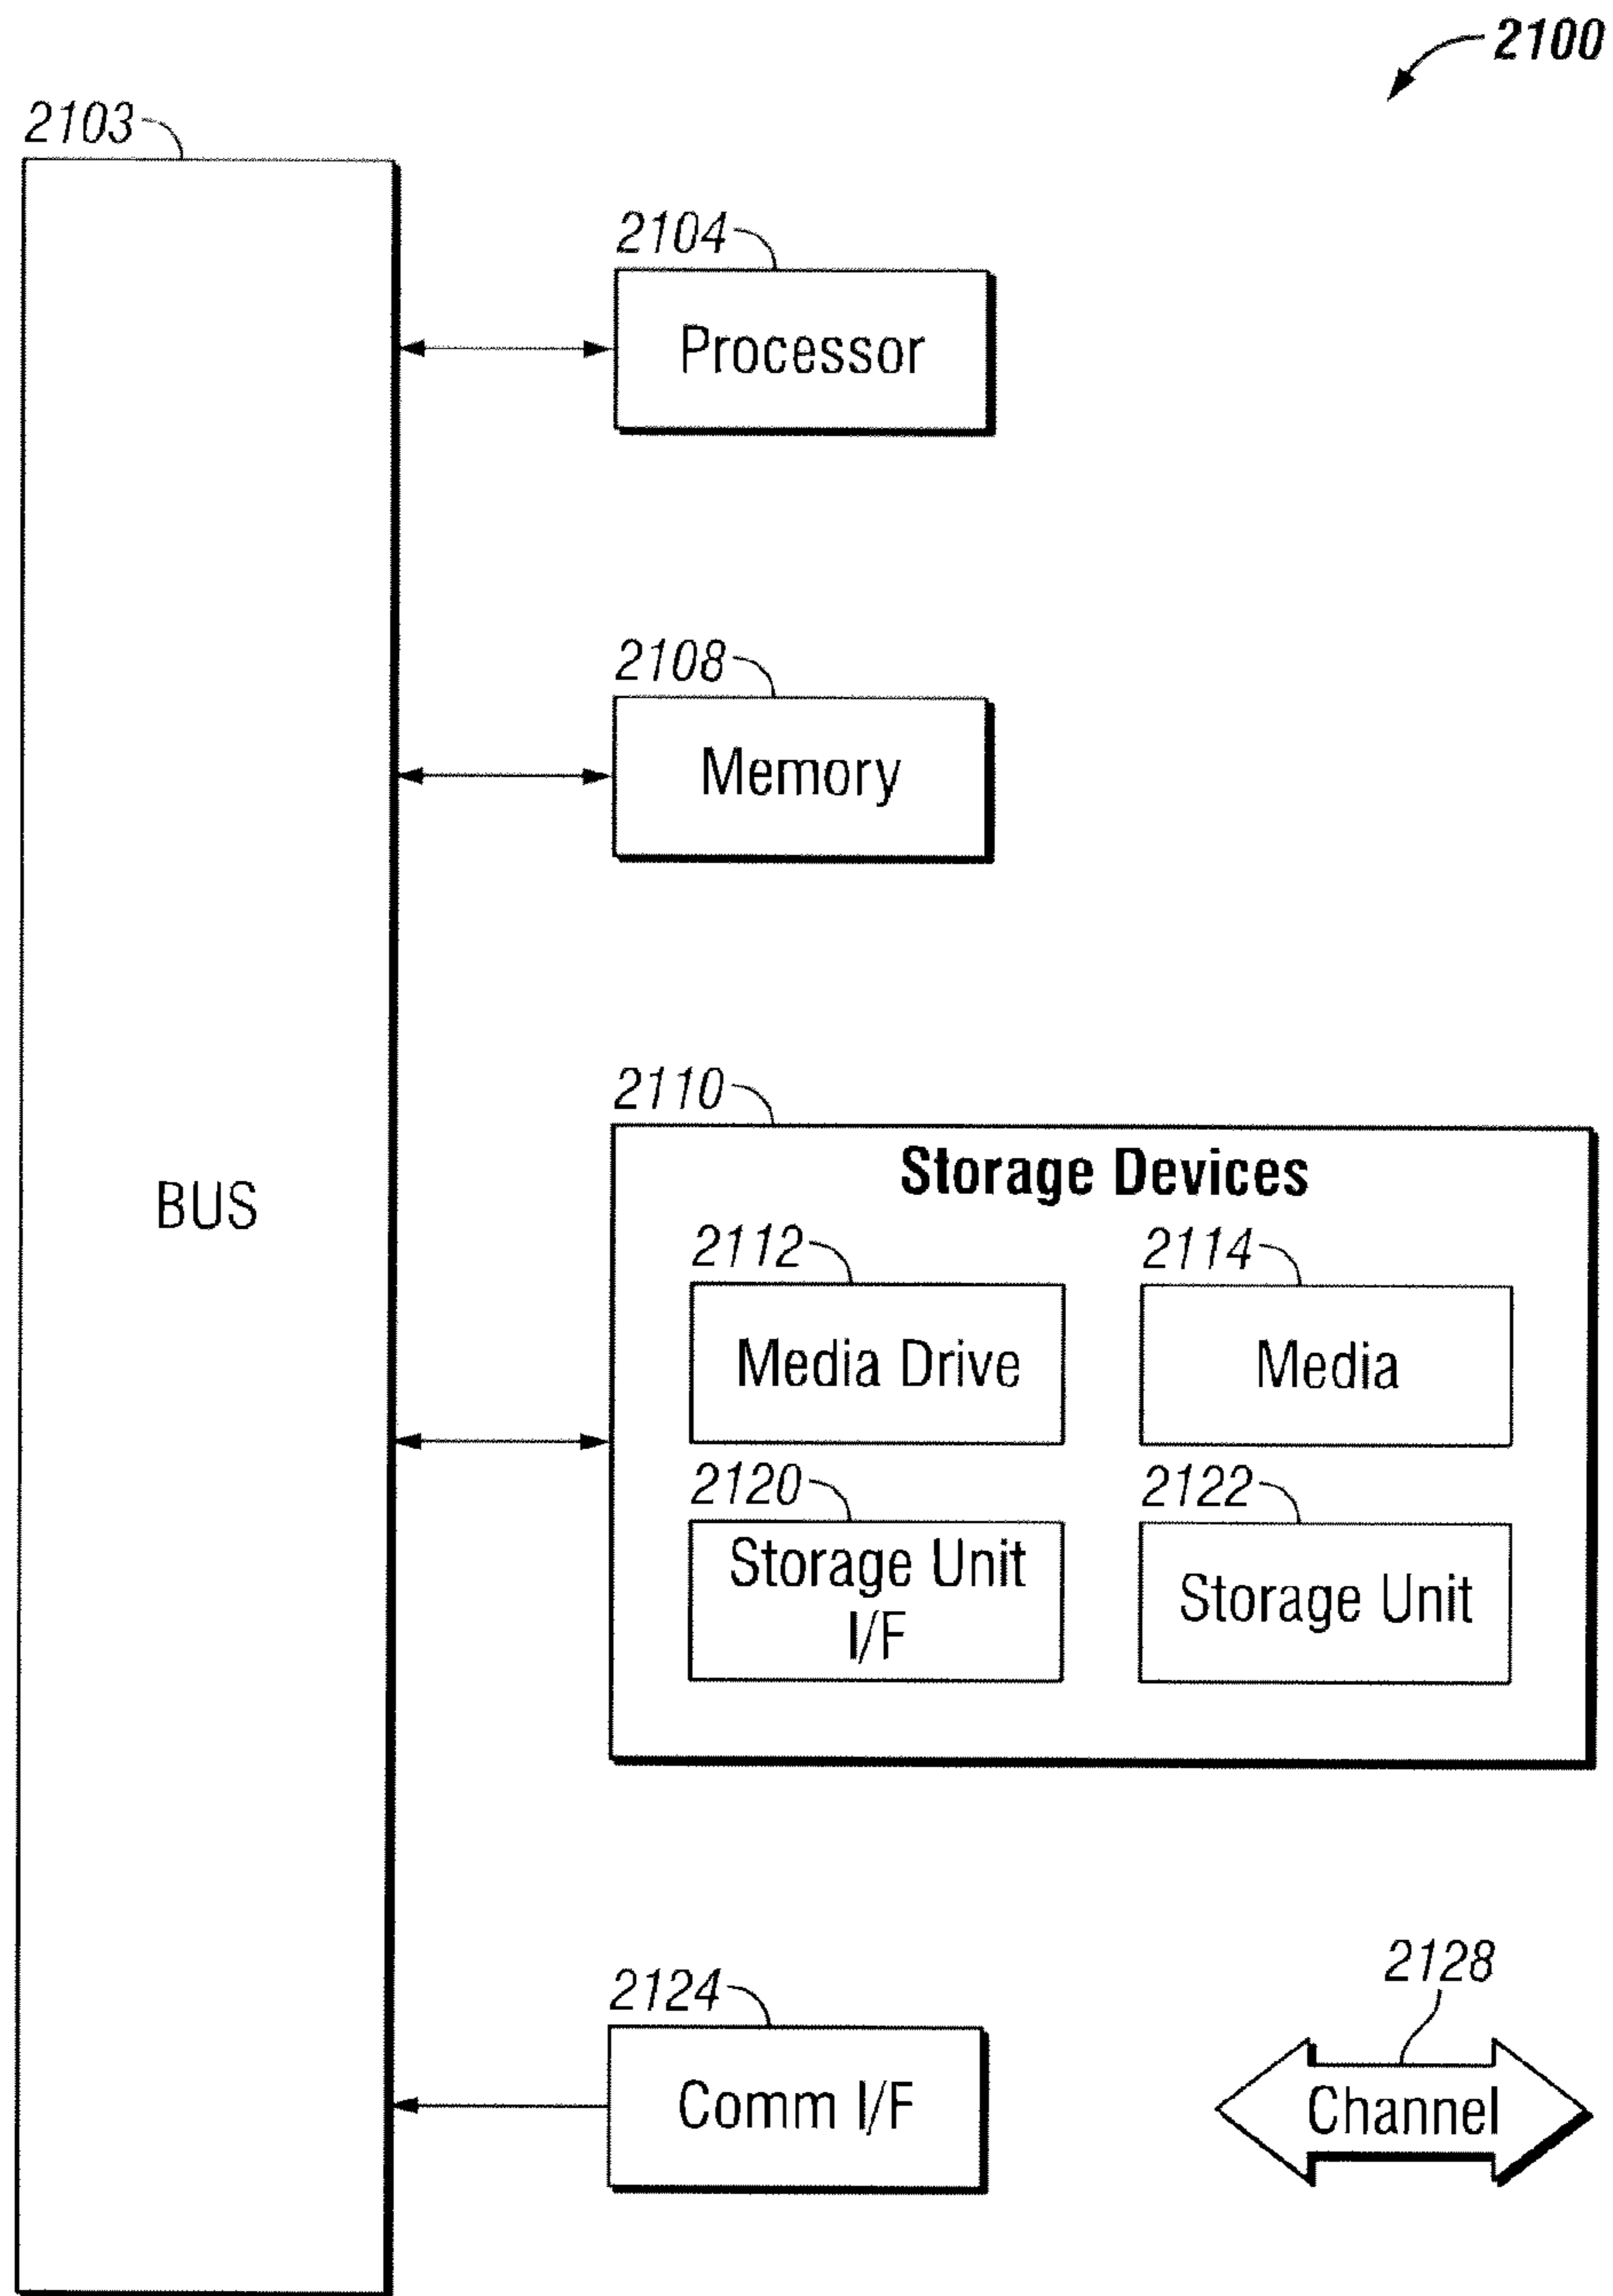 2100
2103
2104
Processor
2108
Memory
BUS
2110
Storage Devices
2112
2114
Media Drive
Media
2120
2122
Storage Unit
I/F
Storage Unit
2124
2128
Comm I/F
Channel